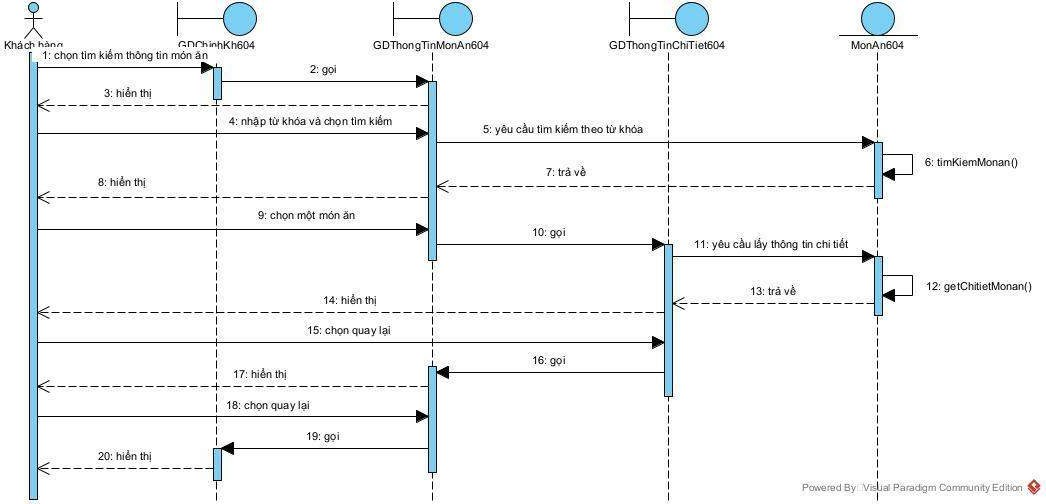 Khách hàng
GDChinhKh604
GDThongTinMonAn604
GDThongTinChiTiet604
MonAn604
1: chọn tìm kiếm thông tin món ăn
2: gọi
3: hiển thị
4: nhập từ khóa và chọn tìm kiếm
5: yêu cầu tìm kiếm theo từ khóa
6: timKiemMonan()
7: trả về
8: hiển thị
9: chọn một món ăn
10: gọi
11: yêu cầu lấy thông tin chi tiết
12: getChitietMonan()
13: trả về
14: hiển thị
15: chọn quay lại
16: gọi
17: hiển thị
18: chọn quay lại
19: gọi
20: hiển thị
Powered By: Visual Paradigm Community Edition